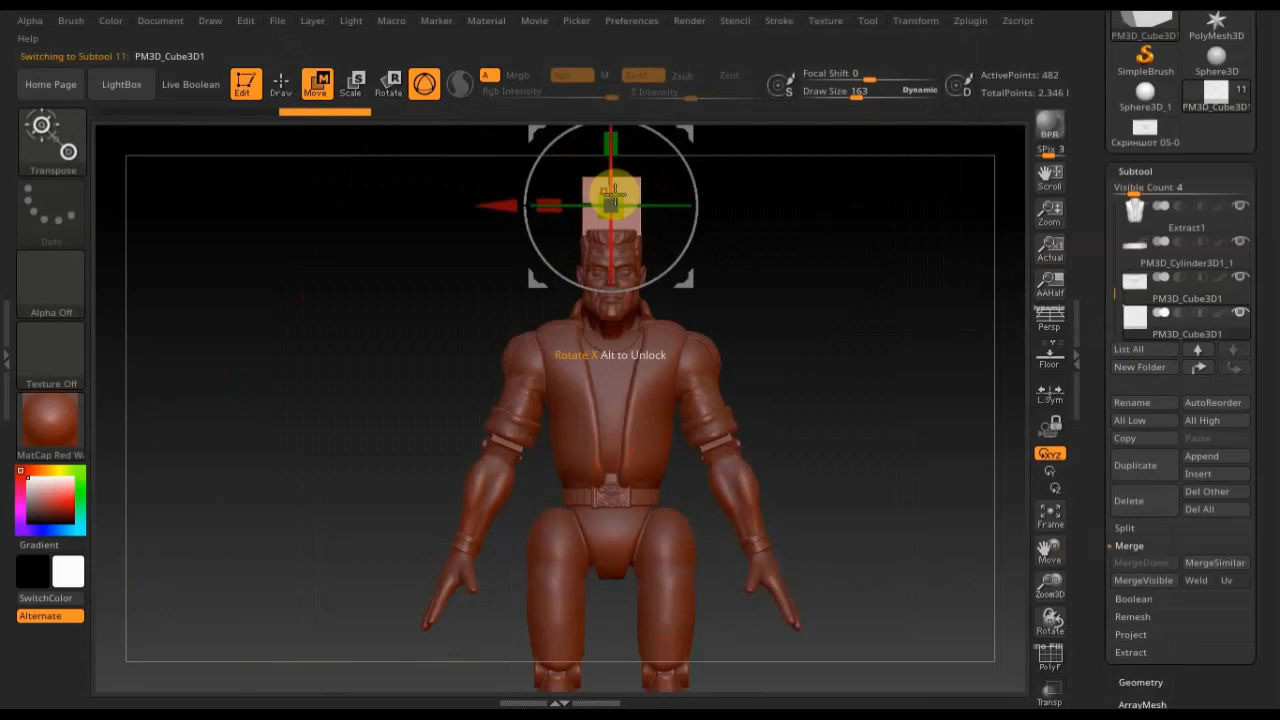 Alpha Brush Color Document Draw Edit File Layer Light Macro Marker Material Movie Picker Preferences Render Stencil Stroke Texture Tool Transform Zplugin Zscript
Help
Switching to Subtool 11: PM3D_Cube3D1
Home Page LightBox Live Boolean Edit Draw Move Scale Rotate A Mrgb Rgb M Zadd Zsub Zcut
Rgb Intensity Z Intensity
Focal Shift 0
Draw Size 163 Dynamic
ActivePoints: 482
TotalPoints: 2.346
Transpose
Dots
Alpha Off
Texture Off
MatCap Red W
Gradient
SwitchColor
Alternate
Rotate X Alt to Unlock
BPR
SPix 3
Scroll
Zoom
Actual
AAHalf
Dynamic
Persp
Floor
L.Sym
XYZ
Frame
Move
Zoom3D
Rotate
PolyF
Transp
PM3D_Cube3D1 PolyMesh3D
SimpleBrush Sphere3D
11
Sphere3D_1 PM3D_Cube3D1
Скриншот 05-0
Subtool
Visible Count 4
Extract1
PM3D_Cylinder3D1_1
PM3D_Cube3D1
PM3D_Cube3D1
List All
New Folder
Rename AutoReorder
All Low All High
Copy Paste
Duplicate Append
Insert
Delete Del Other
Del All
Split
Merge
MergeDown MergeSimilar
MergeVisible Weld Uv
Boolean
Remesh
Project
Extract
Geometry
ArrayMesh